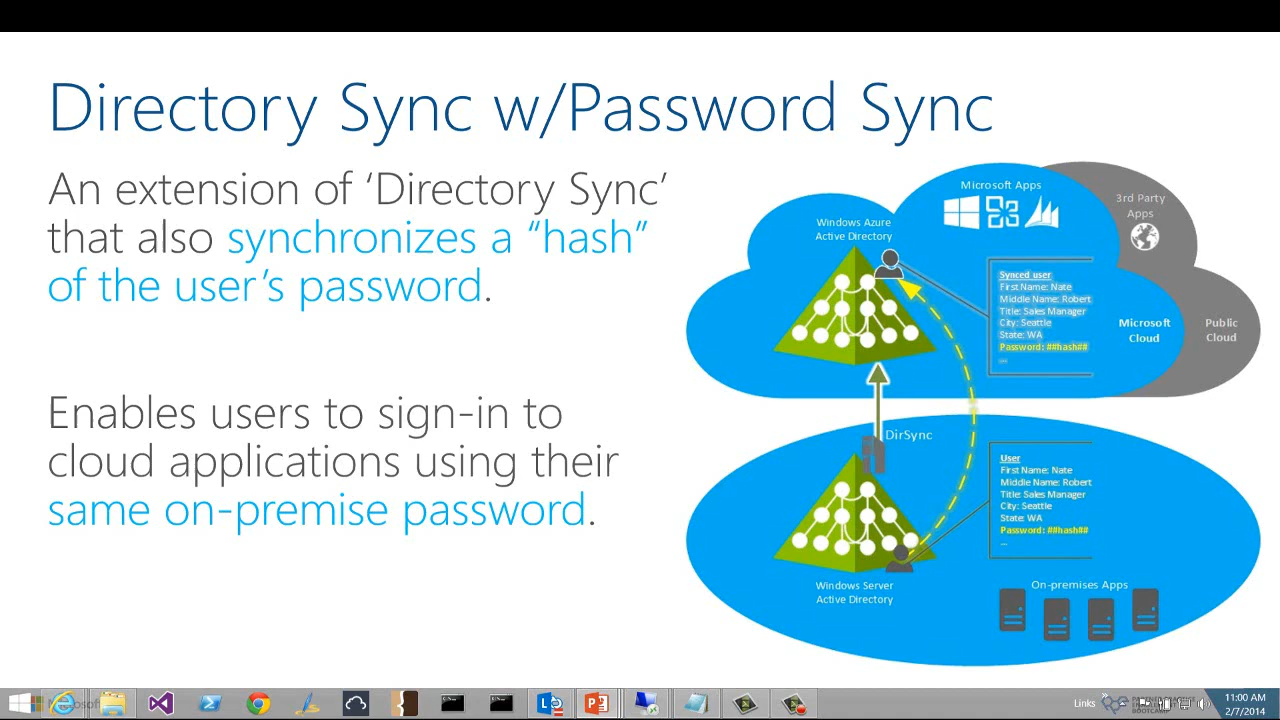 Directory Sync w/Password Sync
An extension of ‘Directory Sync’
that also synchronizes a “hash”
of the user’s password.
Enables users to sign-in to
cloud applications using their
same on-premise password.
Microsoft Apps
3rd Party
Apps
Windows Azure
Active Directory
Synced user
First Name: Nate
Middle Name: Robert
Title: Sales Manager
City: Seattle
State: WA
Password: ##hash##
...
Microsoft
Cloud
Public
Cloud
DirSync
User
First Name: Nate
Middle Name: Robert
Title: Sales Manager
City: Seattle
State: WA
Password: ##hash##
...
Windows Server
Active Directory
On-premises Apps
Links
11:00 AM
2/7/2014